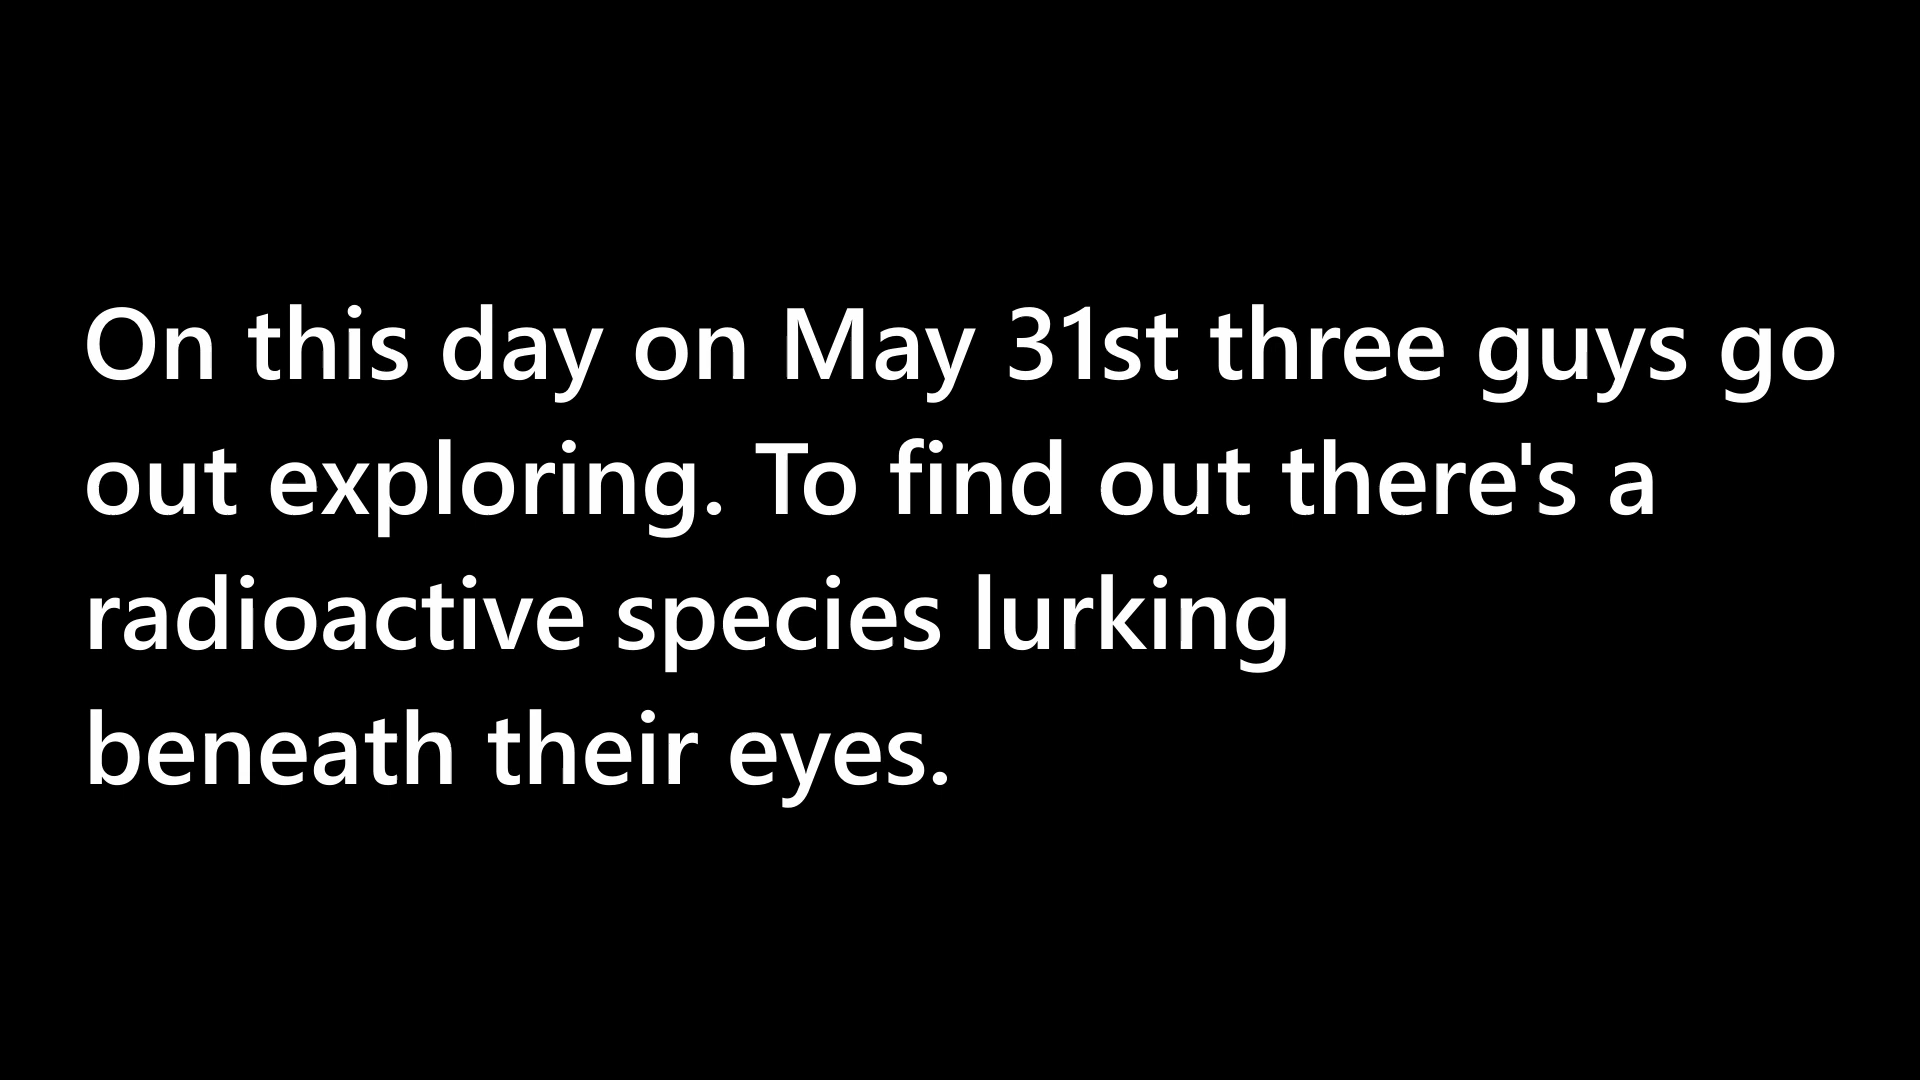 On this day on May 31st three guys go
out exploring. To find out there's a
radioactive species lurking
beneath their eyes.